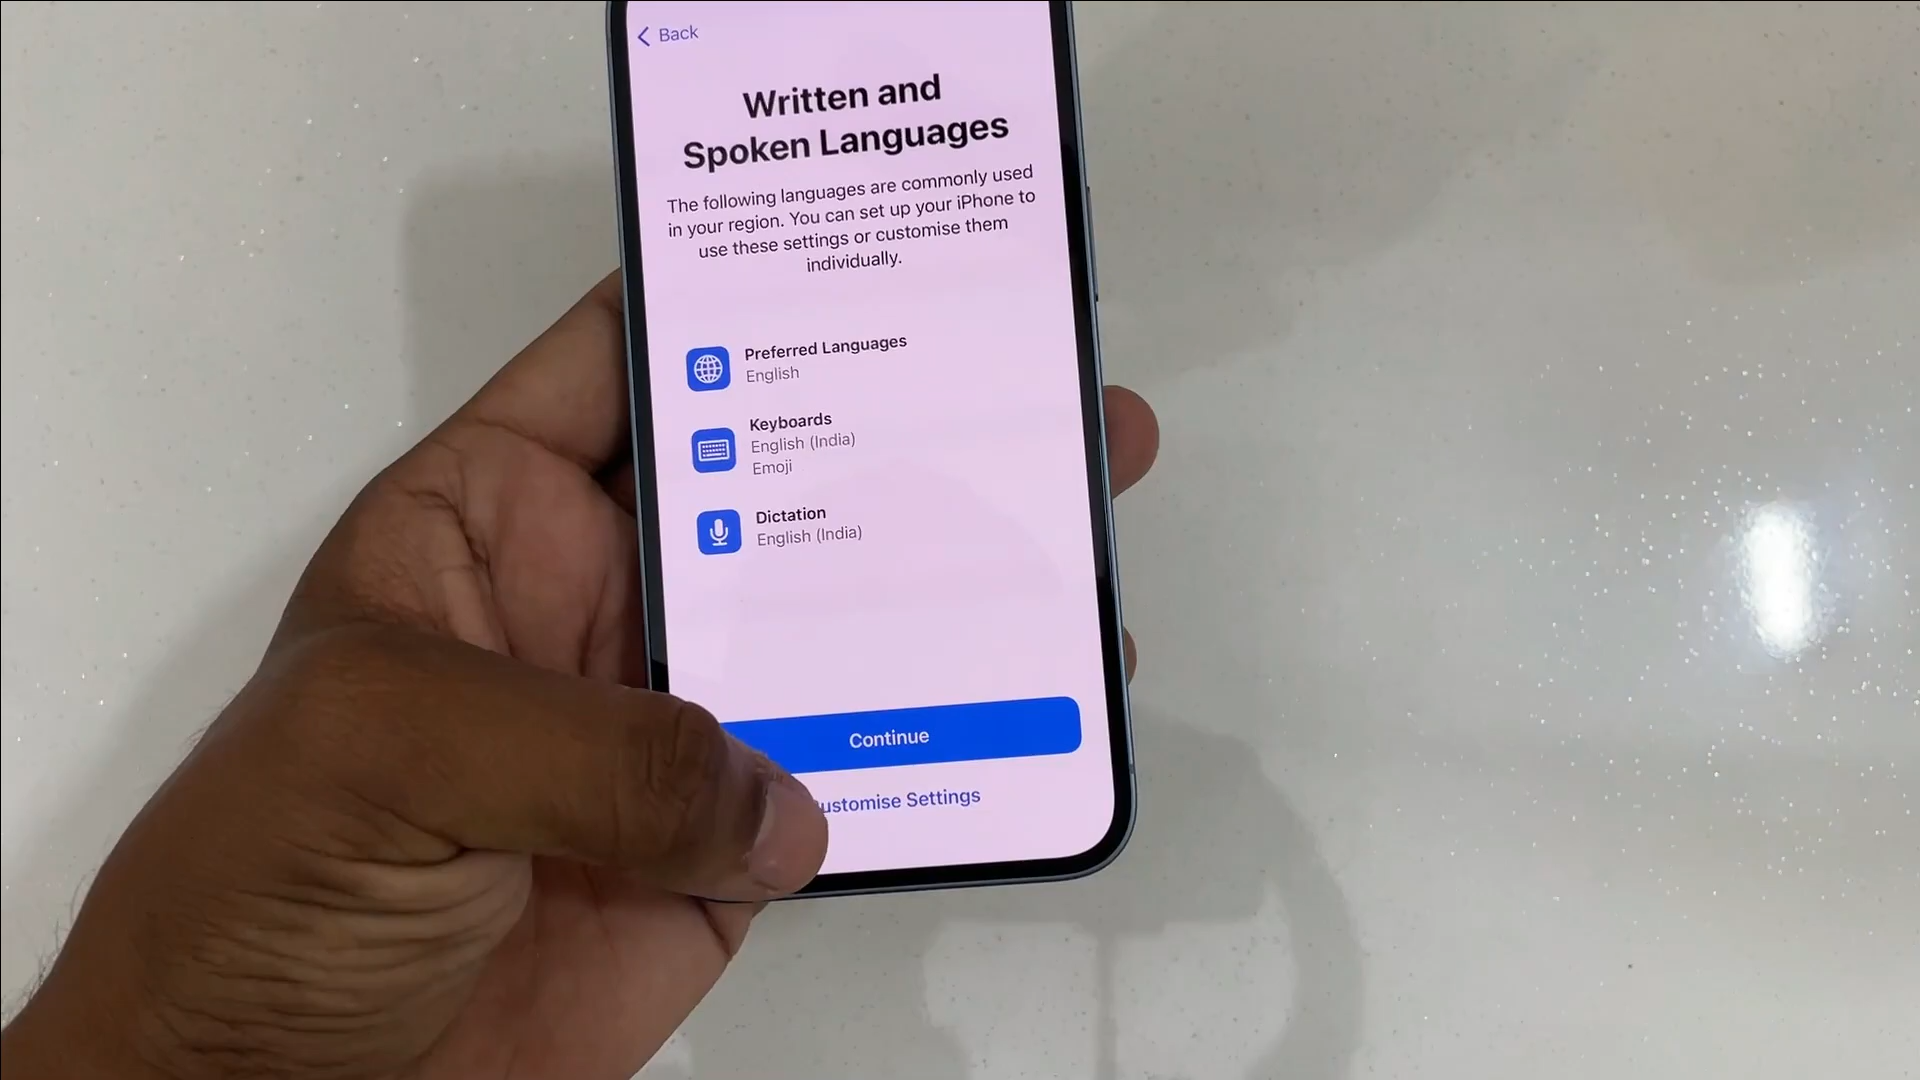 Back
Written and
Spoken Languages
The following languages are commonly used
in your region. You can set up your iPhone to
use these settings or customise them
individually.
Preferred Languages
English
Keyboards
English (India)
Emoji
Dictation
English (India)
Continue
ustomise Settings